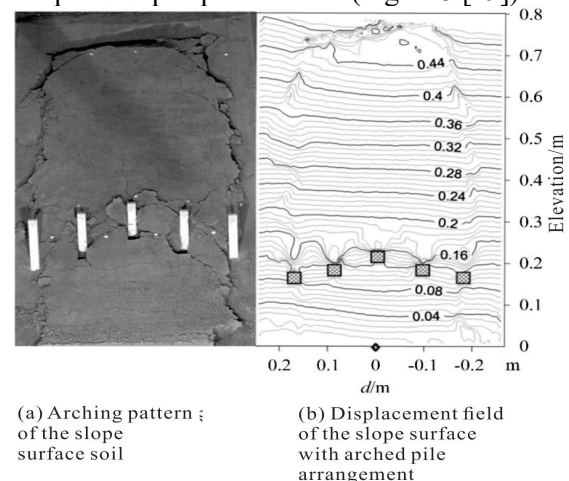 0.8
0.7
0.44
0.4
0.6
0.36
0.5
0.32
0.28
0.4
0.24
0.2
0.3
0.16
0.2
0.08
0.1
0.04
0
Elevation/m
0.2 0.1 0 -0.1 -0.2 m
d/m
(a) Arching pattern ;
of the slope
surface soil
(b) Displacement field
of the slope surface
with arched pile
arrangement